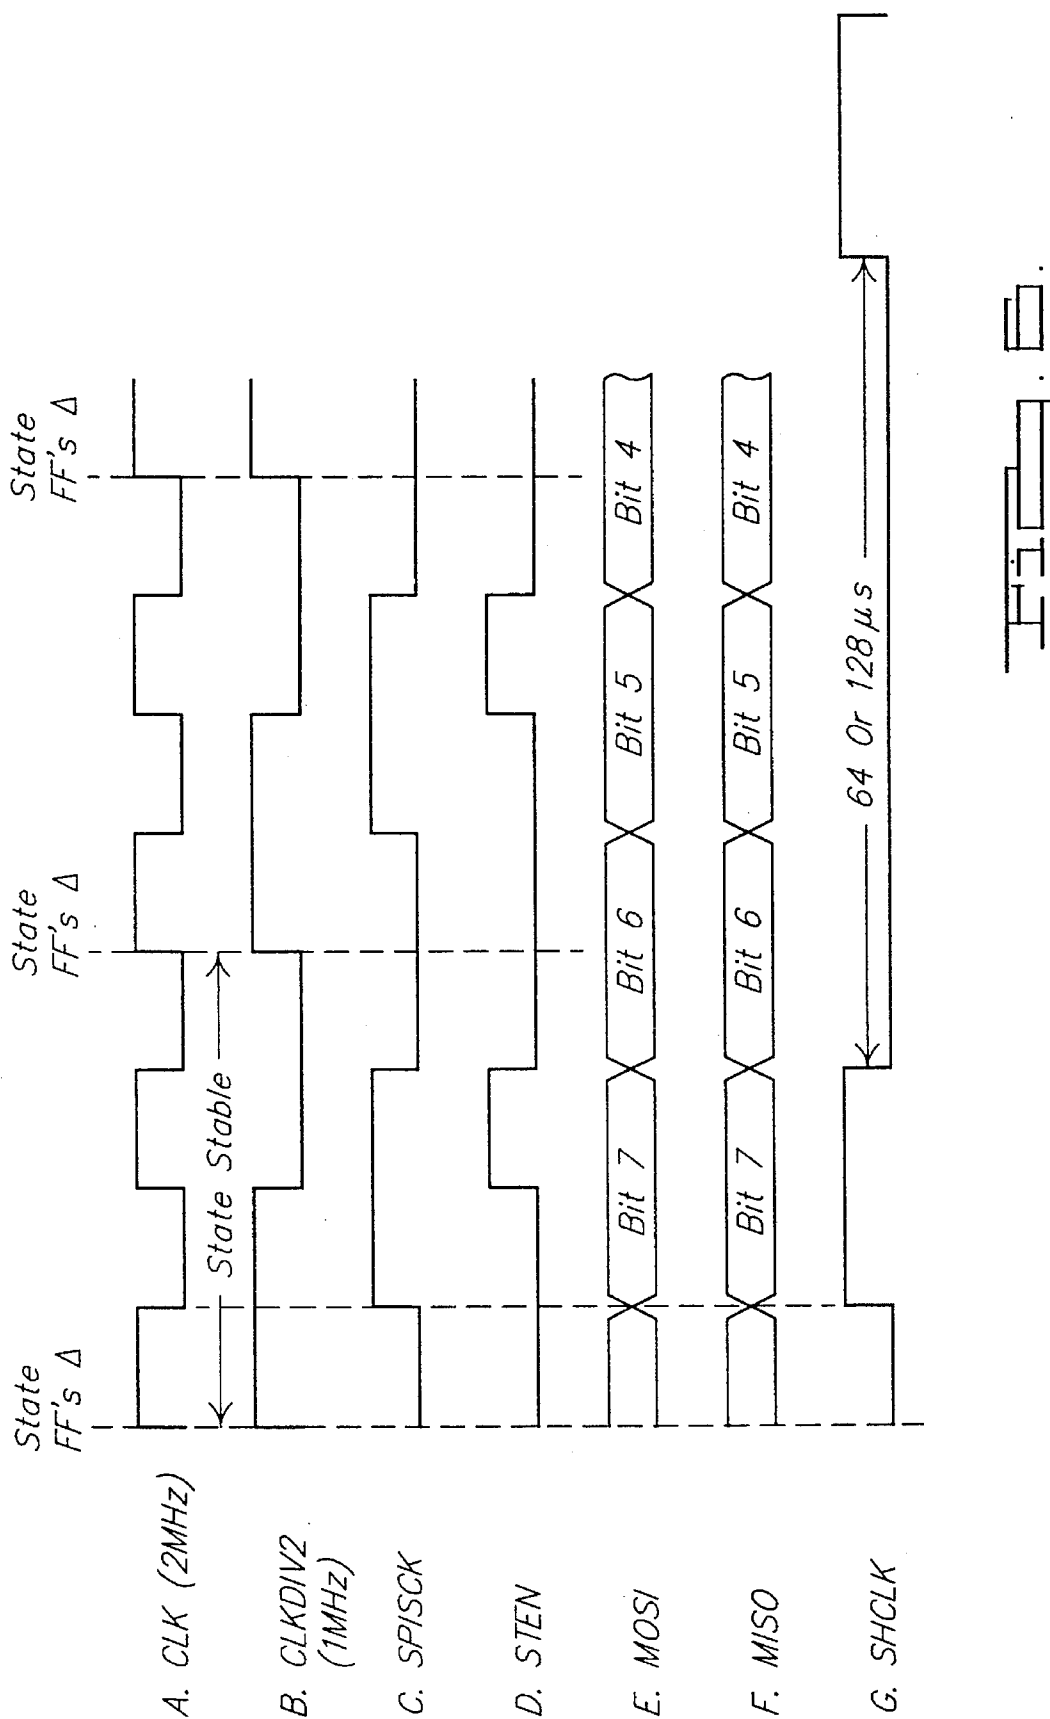 State
FF's Δ
State
FF's Δ
State
FF's Δ
A. CLK (2MHz)
State Stable
B. CLKDIV2
(1MHz)
C. SPISCK
D. STEN
E. MOSI
Bit 7
Bit 6
Bit 5
Bit 4
F. MISO
Bit 7
Bit 6
Bit 5
Bit 4
G. SHCLK
64 Or 128 μs